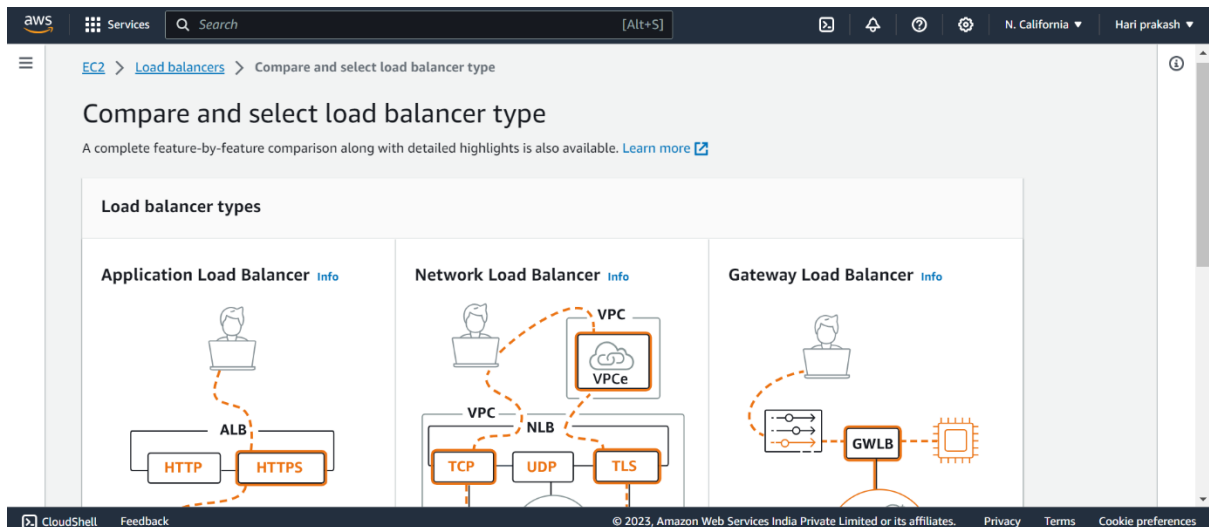 aws Services Search [Alt+S] N. California ▼ Hari prakash ▼
EC2 > Load balancers > Compare and select load balancer type
Compare and select load balancer type
A complete feature-by-feature comparison along with detailed highlights is also available. Learn more
Load balancer types
Application Load Balancer Info
ALB
HTTP HTTPS
Network Load Balancer Info
VPC
VPCe
VPC
NLB
TCP UDP TLS
Gateway Load Balancer Info
GWLB
CloudShell Feedback © 2023, Amazon Web Services India Private Limited or its affiliates. Privacy Terms Cookie preferences